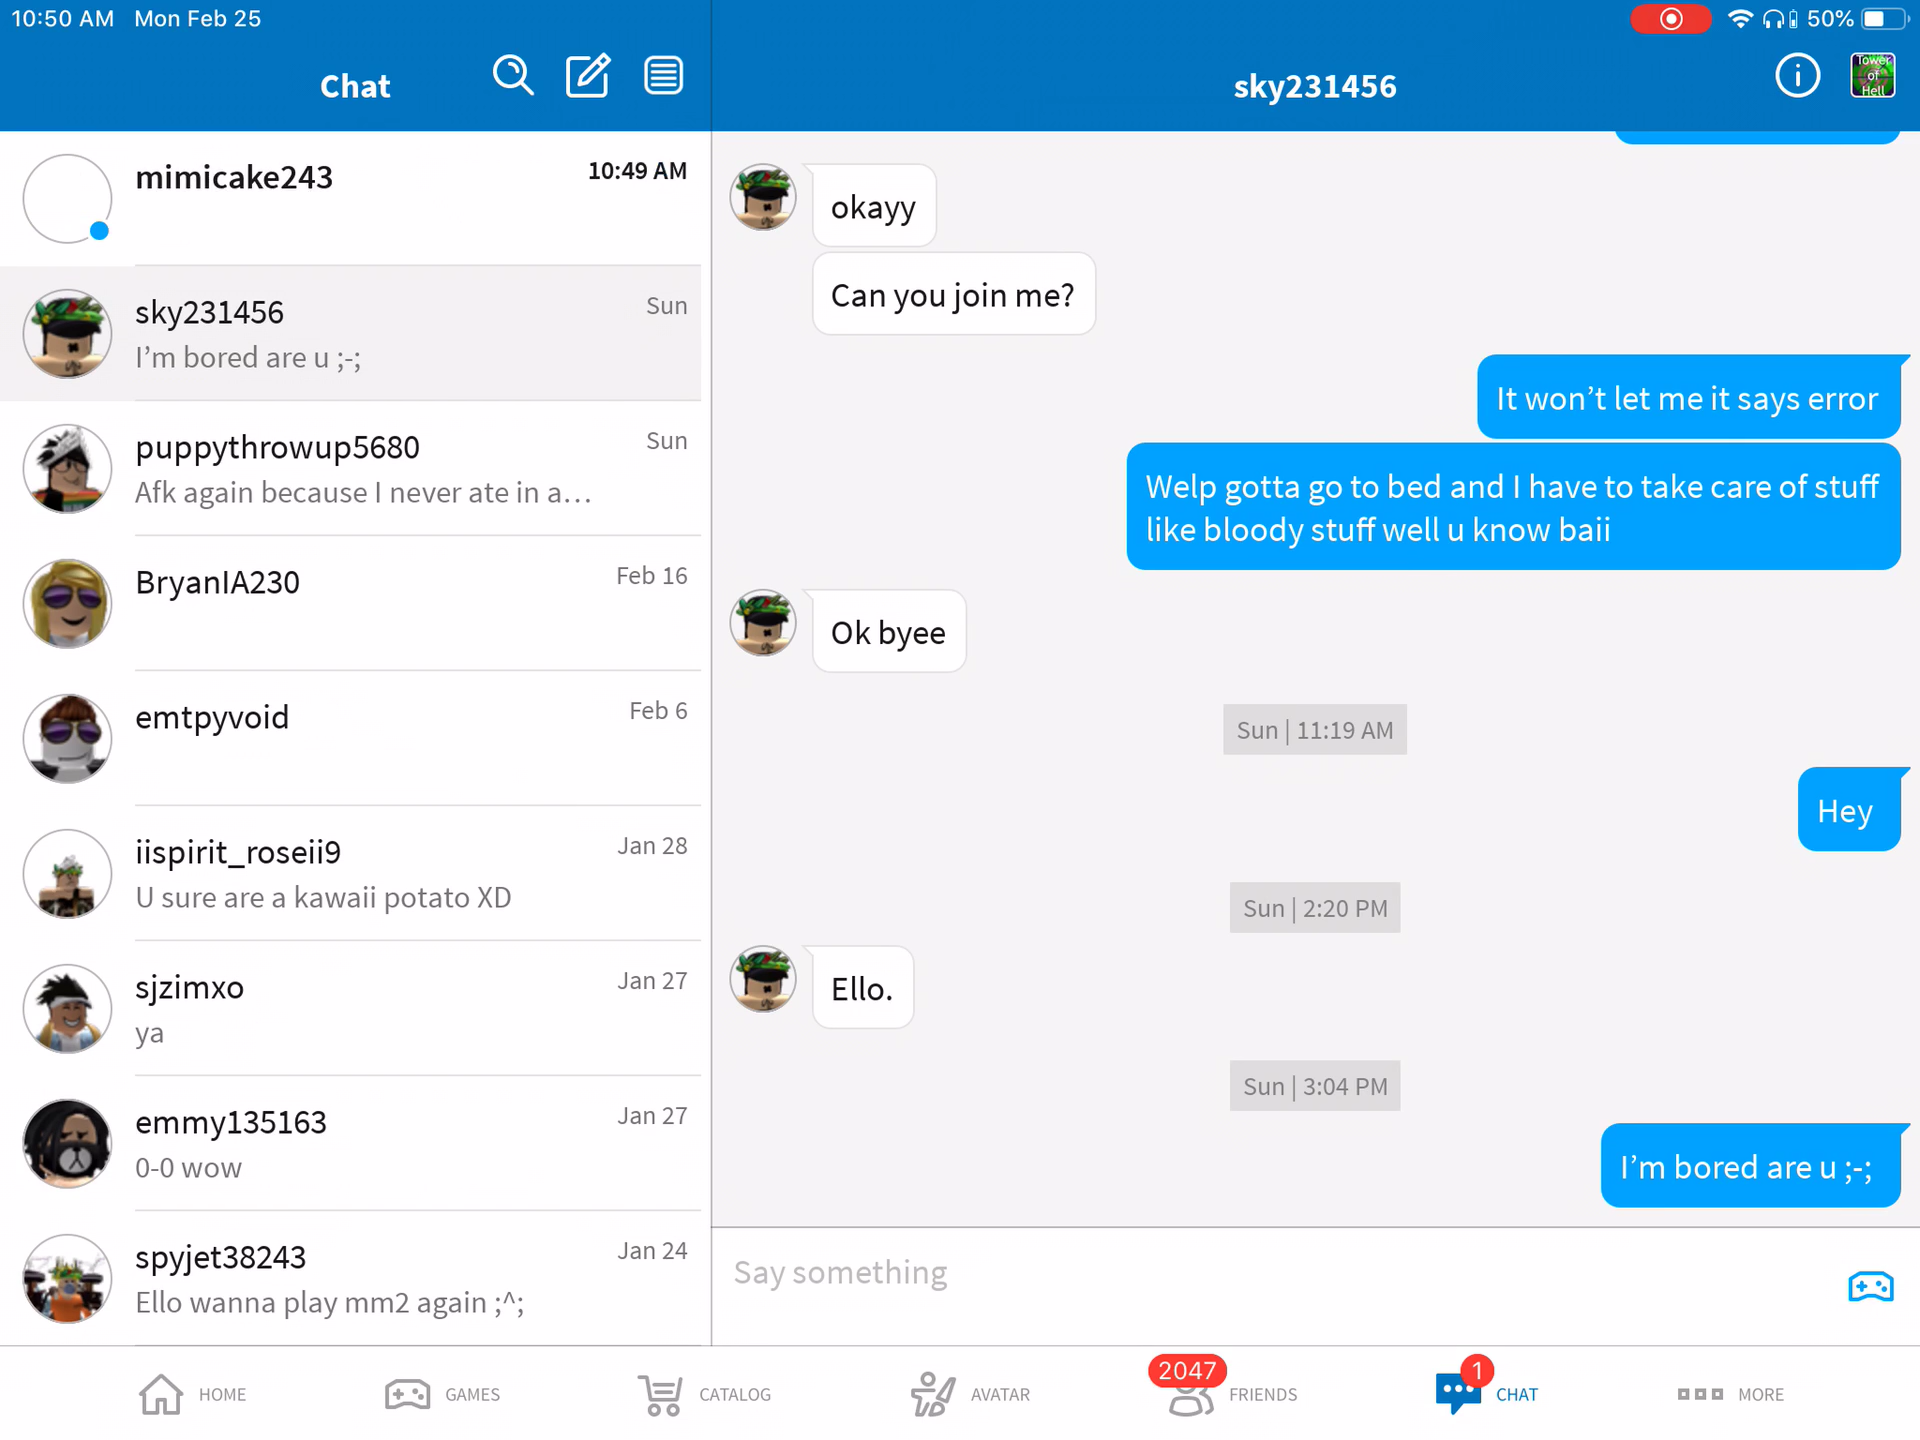 10:50 AM Mon Feb 25
50%
Chat
sky231456
Tower
of
Hell
mimicake243
10:49 AM
sky231456
Sun
I’m bored are u ;-;
puppythrowup5680
Sun
Afk again because I never ate in a...
BryanIA230
Feb 16
emtpyvoid
Feb 6
iispirit_roseii9
Jan 28
U sure are a kawaii potato XD
sjzimxo
Jan 27
ya
emmy135163
Jan 27
0-0 wow
spyjet38243
Jan 24
Ello wanna play mm2 again ;^;
okayy
Can you join me?
It won’t let me it says error
Welp gotta go to bed and I have to take care of stuff
like bloody stuff well u know baii
Ok byee
Sun | 11:19 AM
Hey
Sun | 2:20 PM
Ello.
Sun | 3:04 PM
I’m bored are u ;-;
Say something
HOME
GAMES
CATALOG
AVATAR
2047
FRIENDS
1
CHAT
MORE